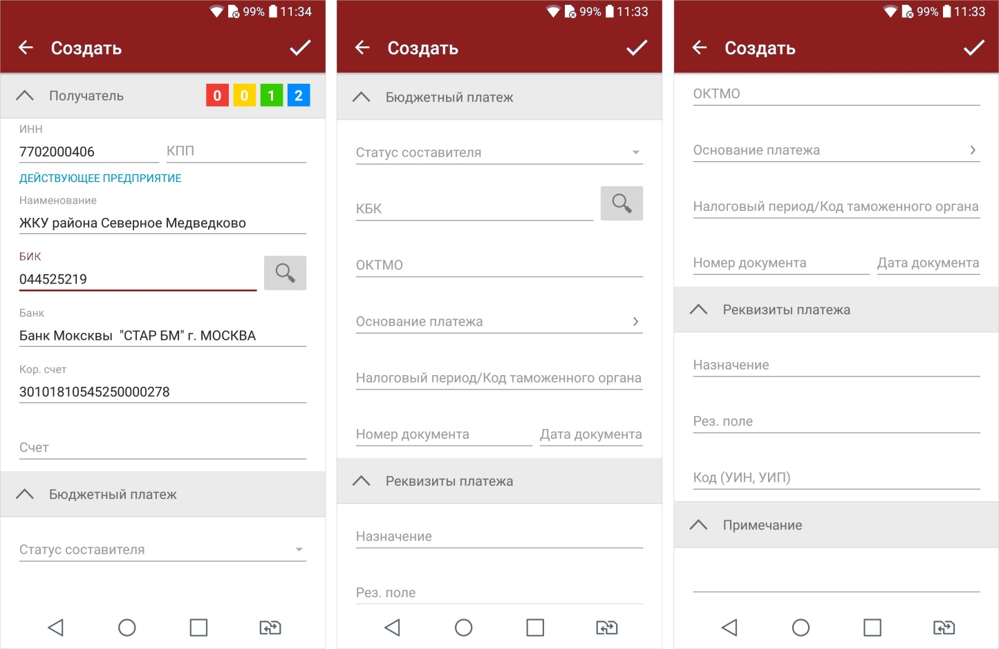 99% 11:34
Создать
Получатель 0 0 1 2
ИНН
7702000406 КПП
ДЕЙСТВУЮЩЕЕ ПРЕДПРИЯТИЕ
Наименование
ЖКУ района Северное Медведково
БИК
044525219
Банк
Банк Моксквы "СТАР БМ" г. МОСКВА
Кор. счет
30101810545250000278
Счет
Бюджетный платеж
Статус составителя
99% 11:33
Создать
Бюджетный платеж
Статус составителя
КБК
ОКТМО
Основание платежа
Налоговый период/Код таможенного органа
Номер документа Дата документа
Реквизиты платежа
Назначение
Рез. поле
99% 11:33
Создать
ОКТМО
Основание платежа
Налоговый период/Код таможенного органа
Номер документа Дата документа
Реквизиты платежа
Назначение
Рез. поле
Код (УИН, УИП)
Примечание